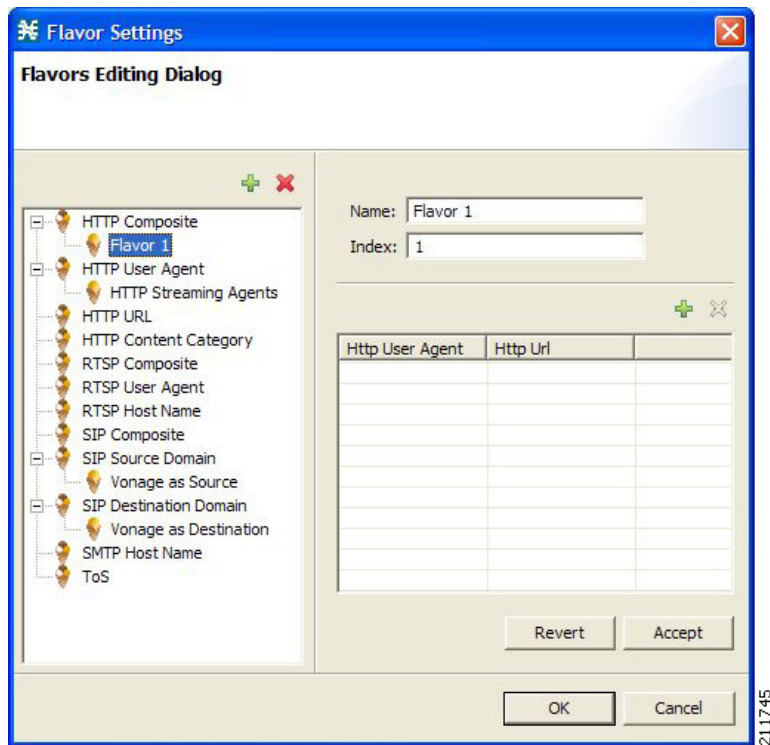 Flavor Settings
Flavors Editing Dialog
HTTP Composite
Flavor 1
HTTP User Agent
HTTP Streaming Agents
HTTP URL
HTTP Content Category
RTSP Composite
RTSP User Agent
RTSP Host Name
SIP Composite
SIP Source Domain
Vonage as Source
SIP Destination Domain
Vonage as Destination
SMTP Host Name
ToS
Name: Flavor 1
Index: 1
Http User Agent Http Url
Revert Accept
OK Cancel
211745